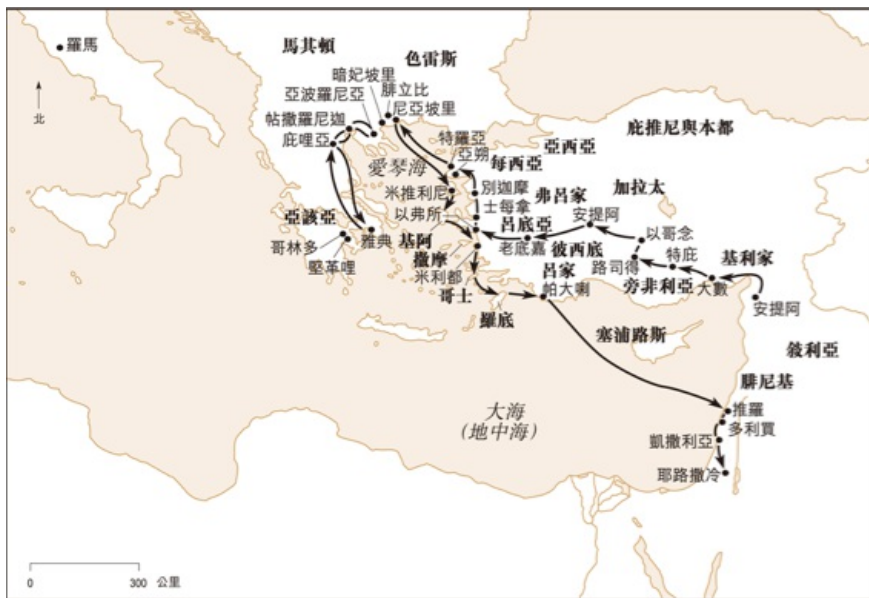 羅馬
北
馬其頓
色雷斯
暗妃坡里
腓立比
亞波羅尼亞
尼亞坡里
帖撒羅尼迦
庇哩亞
特羅亞
亞朔
亞西亞
每西亞
庇推尼與本都
愛琴海
米推利尼
別迦摩
士每拿
弗呂家
加拉太
以弗所
呂底亞
安提阿
以哥念
亞該亞
哥林多
雅典
堅革哩
基阿
撒摩
米利都
老底嘉
彼西底
路司得
特庇
基利家
呂家
旁非利亞
大數
哥士
帕大喇
安提阿
羅底
塞浦路斯
敍利亞
腓尼基
大海
(地中海)
推羅
多利買
凱撒利亞
耶路撒冷
0 300 公里